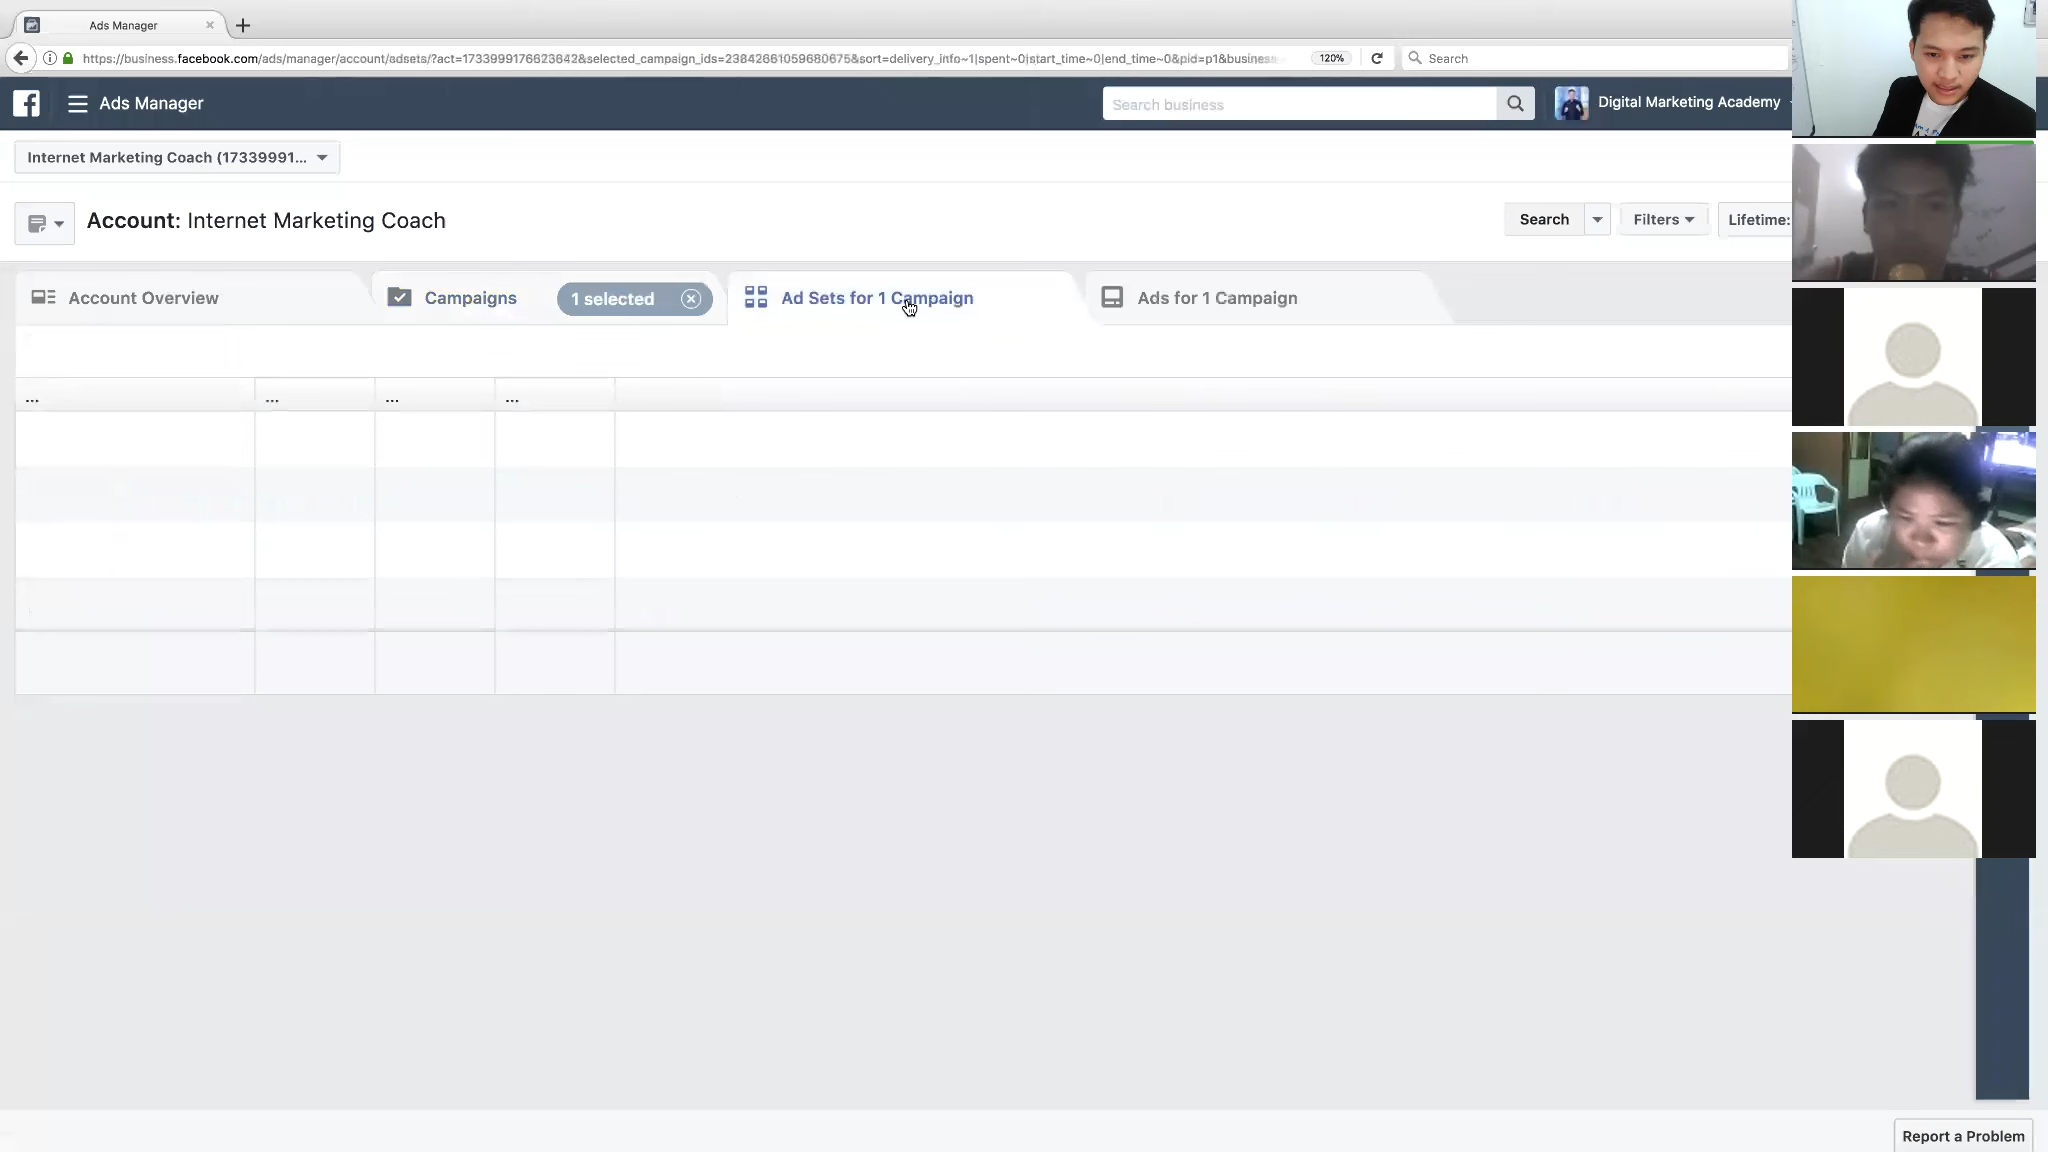 Ads Manager
https://business.facebook.com/ads/manager/account/adsets/?act=1733999176623642&selected_campaign_ids=23842661059680675&sort=delivery_info~1|spent~0|start_time~0|end_time~0&pid=p1&business
120%
Search
Ads Manager
Search business
Digital Marketing Academy
Internet Marketing Coach (17339991...
Account: Internet Marketing Coach
Search
Filters
Lifetime:
Account Overview
Campaigns
1 selected
Ad Sets for 1 Campaign
Ads for 1 Campaign
... ... ... ...
Report a Problem